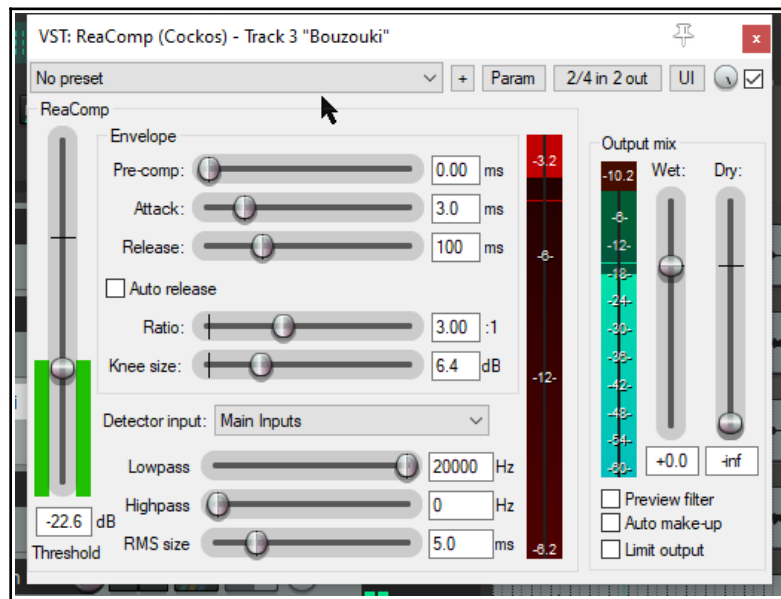 VST: ReaComp (Cockos) - Track 3 "Bouzouki" x
No preset + Param 2/4 in 2 out UI
ReaComp
Envelope
Pre-comp: 0.00 ms
Attack: 3.0 ms
Release: 100 ms
Auto release
Ratio: 3.00 :1
Knee size: 6.4 dB
Detector input: Main Inputs
Lowpass 20000 Hz
Highpass 0 Hz
RMS size 5.0 ms
-22.6 dB
Threshold
-3.2
-6-
-12-
-6.2
Output mix
Wet: Dry:
-10.2
-6-
-12-
-18-
-24-
-30-
-36-
-42-
-48-
-54-
-60-
+0.0 -inf
Preview filter
Auto make-up
Limit output